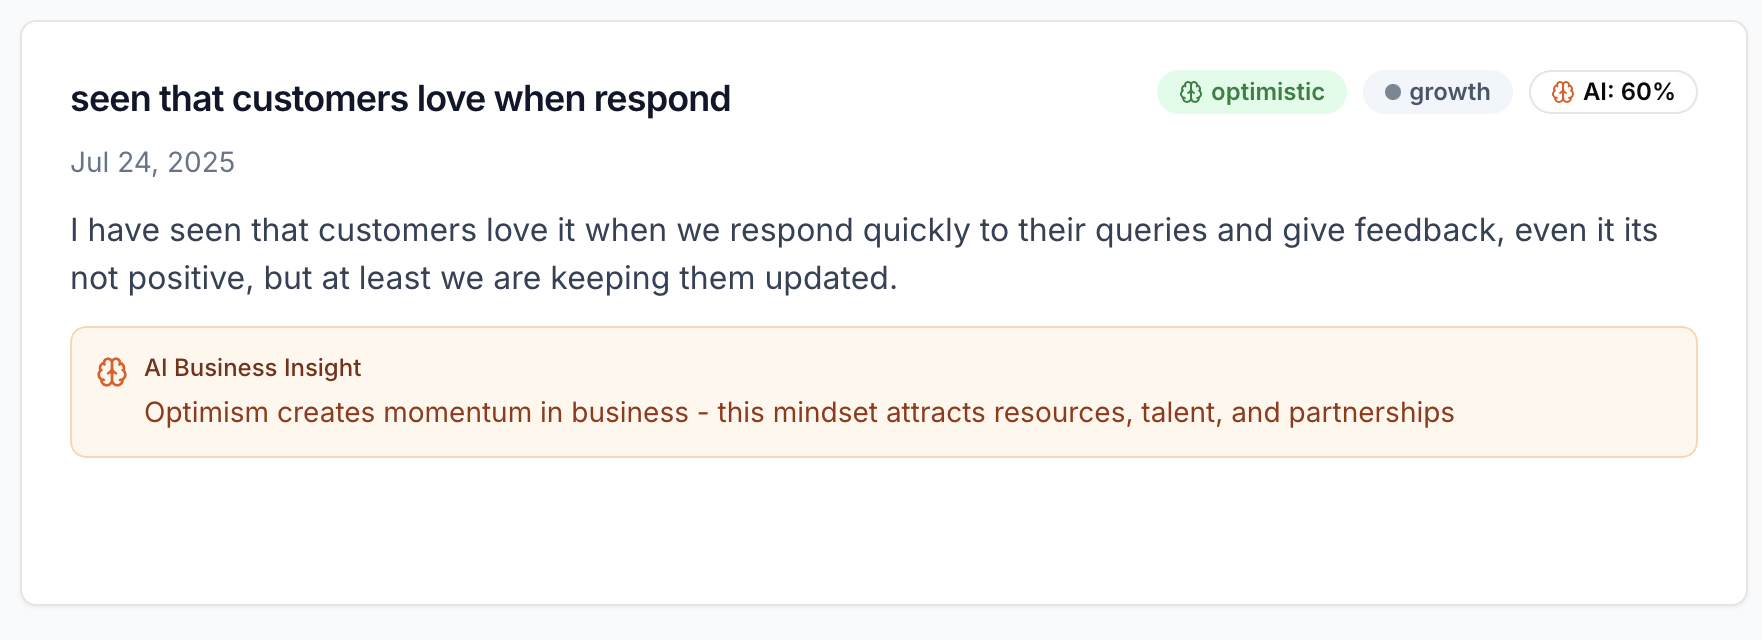 seen that customers love when respond
optimistic
growth
AI: 60%
Jul 24, 2025
I have seen that customers love it when we respond quickly to their queries and give feedback, even it its
not positive, but at least we are keeping them updated.
AI Business Insight
Optimism creates momentum in business - this mindset attracts resources, talent, and partnerships